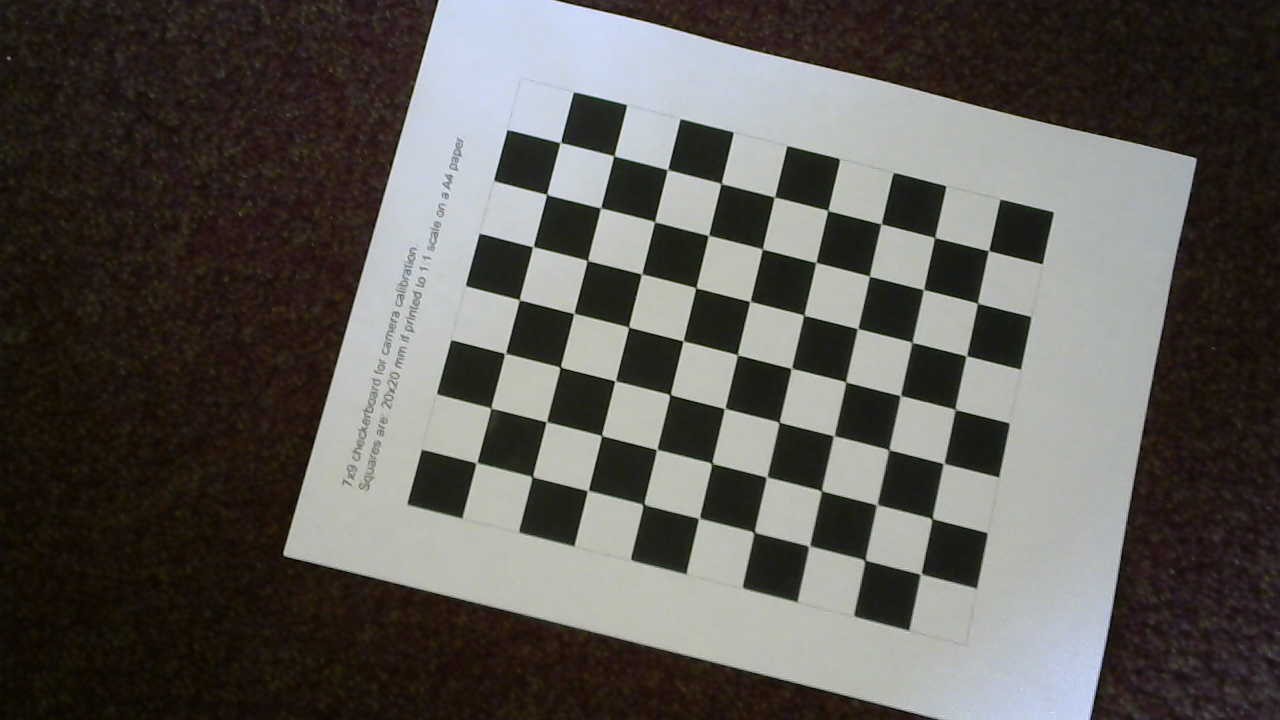 7x9 checkerboard for camera calibration.
Squares are: 20x20 mm if printed to 1:1 scale on a A4 paper